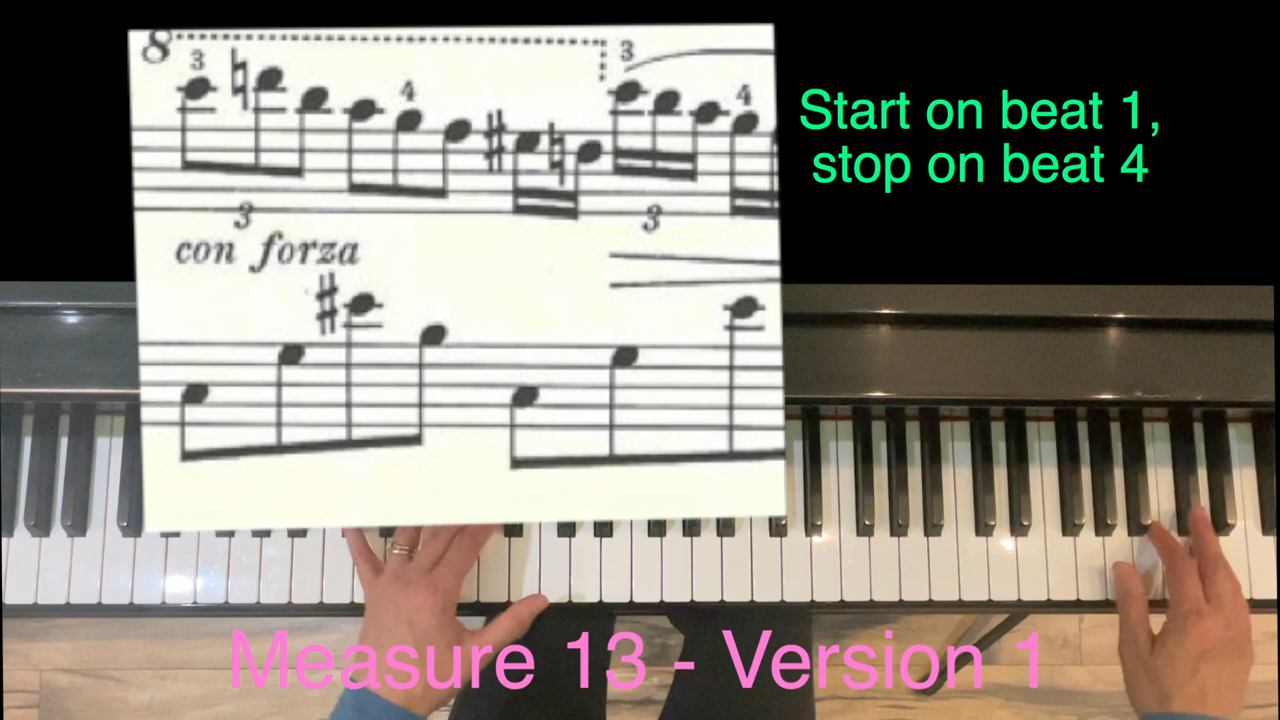 8
3 4 3 4
Start on beat 1,
stop on beat 4
3 3
con forza
Measure 13 - Version 1